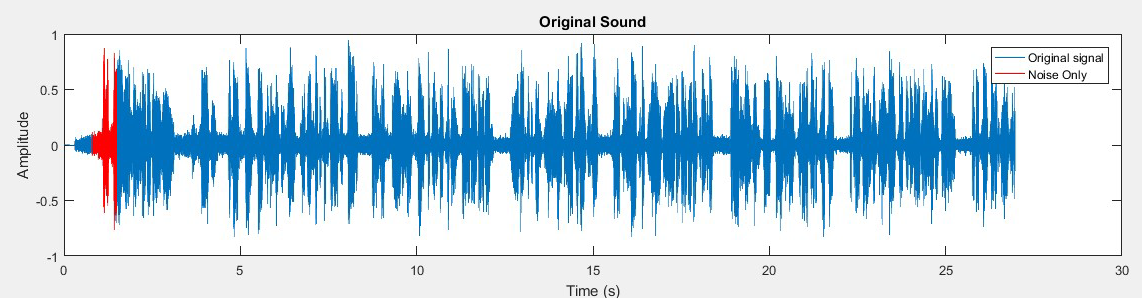 Original Sound
1
0.5
0
-0.5
-1
Amplitude
Original signal
Noise Only
0 5 10 15 20 25 30
Time (s)